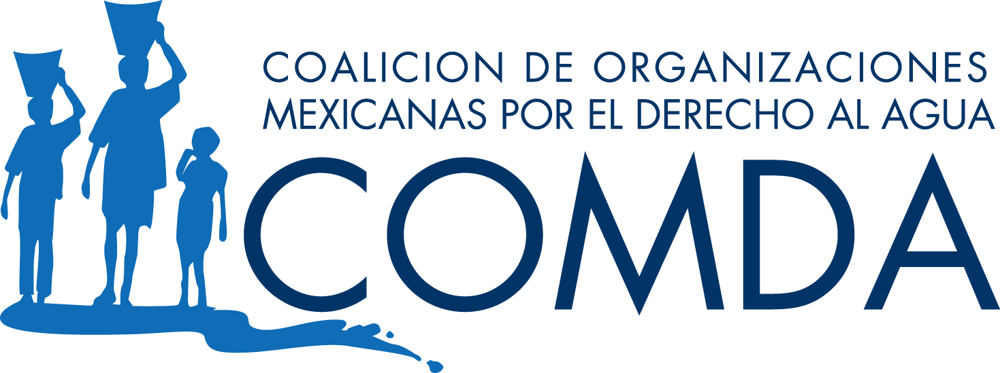 COALICION DE ORGANIZACIONES
MEXICANAS POR EL DERECHO AL AGUA
COMDA